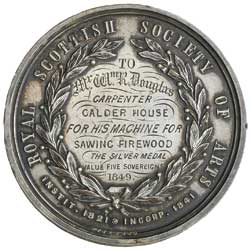 ROYAL SCOTTISH SOCIETY OF ARTS
TO
Mr. Wm. R. Douglas
CARPENTER
CALDER HOUSE
FOR HIS MACHINE FOR
SAWING FIREWOOD
THE SILVER MEDAL
VALUE FIVE SOVEREIGNS
1849.
INSTIT. 1821 & INCORP. 1841